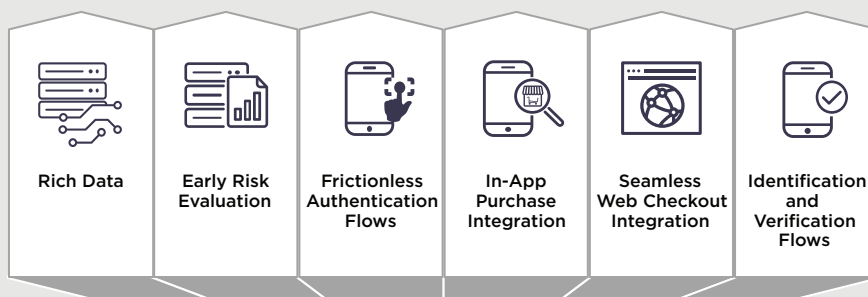 Rich Data
Early Risk
Evaluation
Frictionless
Authentication
Flows
In-App
Purchase
Integration
Seamless
Web Checkout
Integration
Identification
and
Verification
Flows